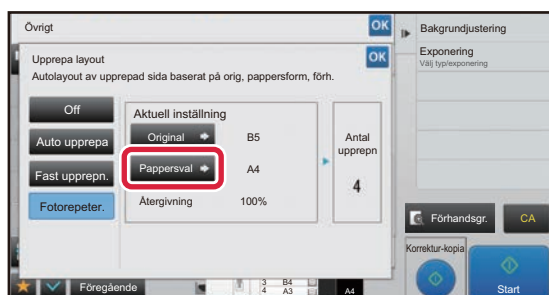 Övrigt
OK
Upprepa layout
OK
Autolayout av upprepad sida baserat på orig, pappersform, förh.
Off
Auto upprepa
Fast upprepn.
Fotorepeter.
Aktuell inställning
Original
B5
Pappersval
A4
Återgivning
100%
Antal
upprepn
4
Bakgrundjustering
Exponering
Välj typ/exponering
Förhandsgr.
CA
Korrektur-kopia
Start
Föregående
3 B4
4 A3
A4